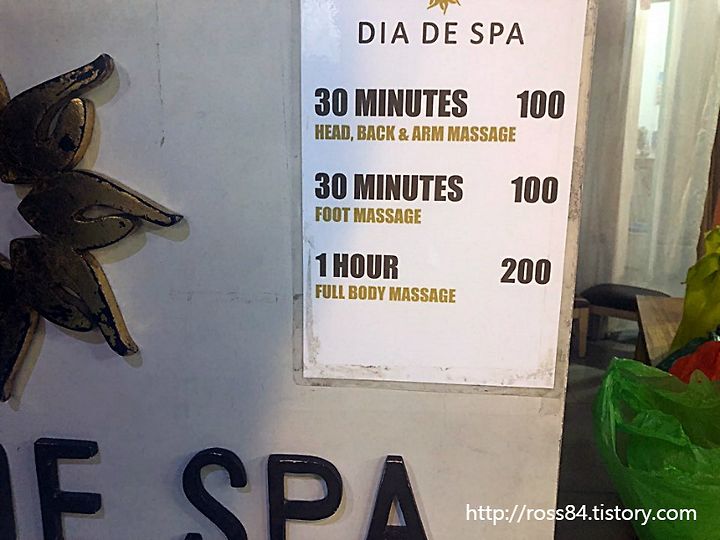 DIA DE SPA
30 MINUTES 100
HEAD, BACK & ARM MASSAGE
30 MINUTES 100
FOOT MASSAGE
1 HOUR 200
FULL BODY MASSAGE
DE SPA
http://ross84.tistory.com